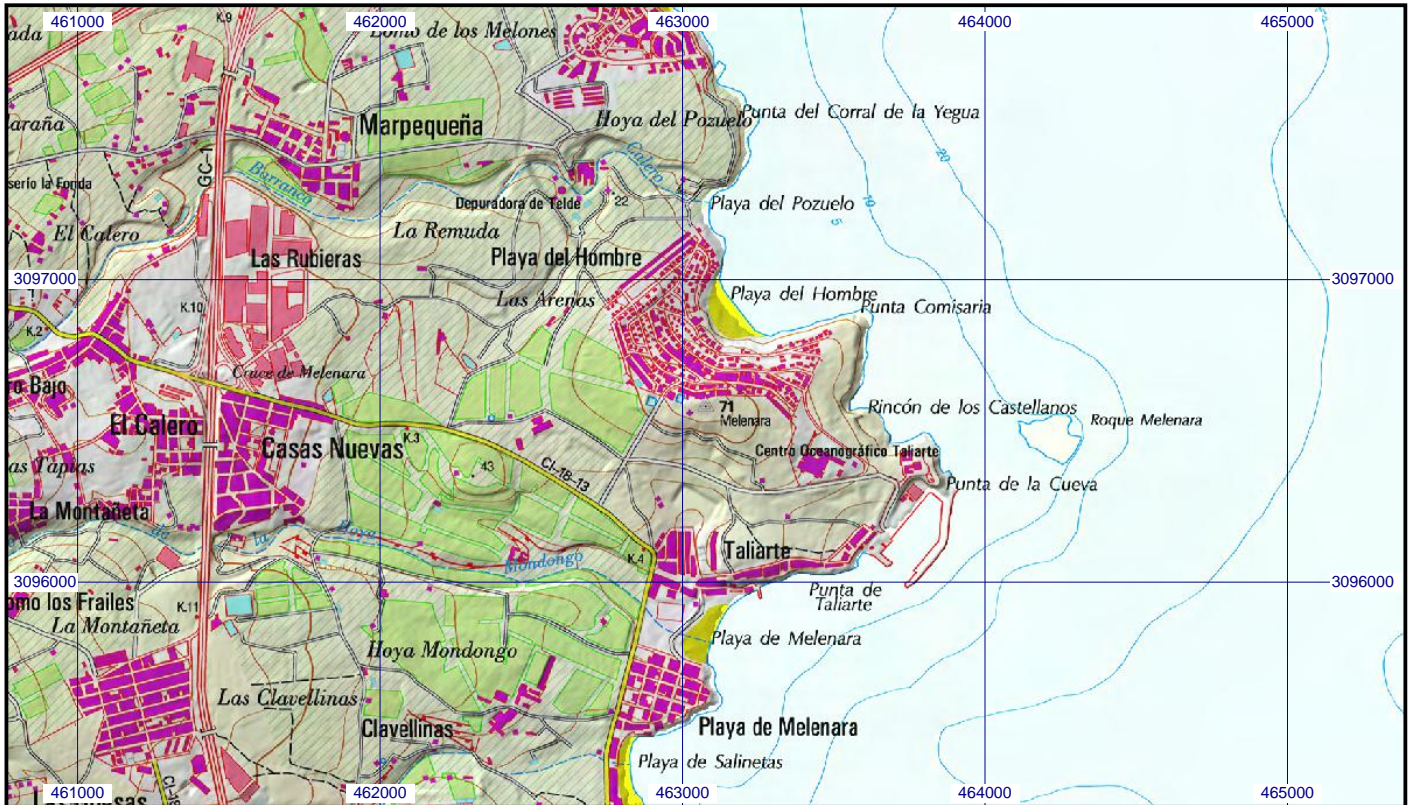 461000 462000 463000 464000 465000
K.9
Lomo de los Melones
Marpequeña
Hoya del Pozuelo
Punta del Corral de la Yegua
GC-1
Barranco
Calero
20
10
5
Depuradora de Telde
22
Playa del Pozuelo
El Calero
La Remuda
Las Rubieras
Playa del Hombre
3097000
3097000
Las Arenas
Playa del Hombre
Punta Comisaria
K.10
K.2
Cruce de Melenara
71
Melenara
Rincón de los Castellanos
Roque Melenara
El Calero
Casas Nuevas
K.3
43
Centro Oceanográfico Taliarte
CI-18-13
Punta de la Cueva
La Montañeta
de
la
Hoya
Mondongo
K.4
Taliarte
3096000
3096000
Punta de
Taliarte
K.11
La Montañeta
Hoya Mondongo
Playa de Melenara
Las Clavellinas
Clavellinas
Playa de Melenara
Playa de Salinetas
461000 462000 463000 464000 465000